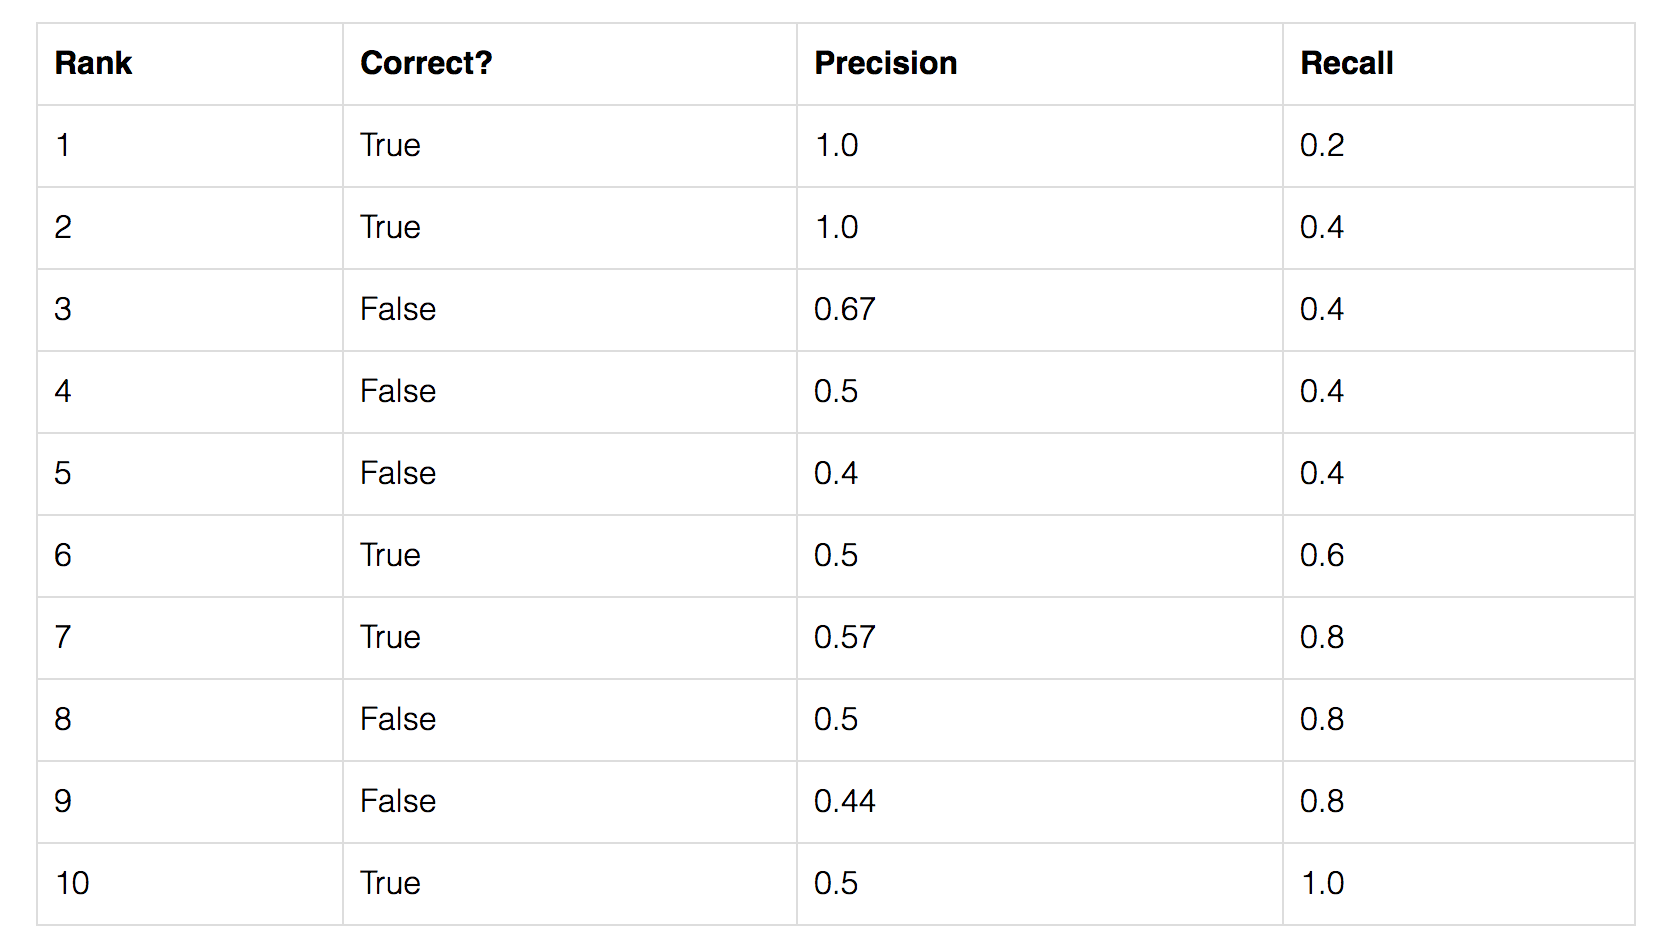 Rank Correct? Precision Recall
1 True 1.0 0.2
2 True 1.0 0.4
3 False 0.67 0.4
4 False 0.5 0.4
5 False 0.4 0.4
6 True 0.5 0.6
7 True 0.57 0.8
8 False 0.5 0.8
9 False 0.44 0.8
10 True 0.5 1.0